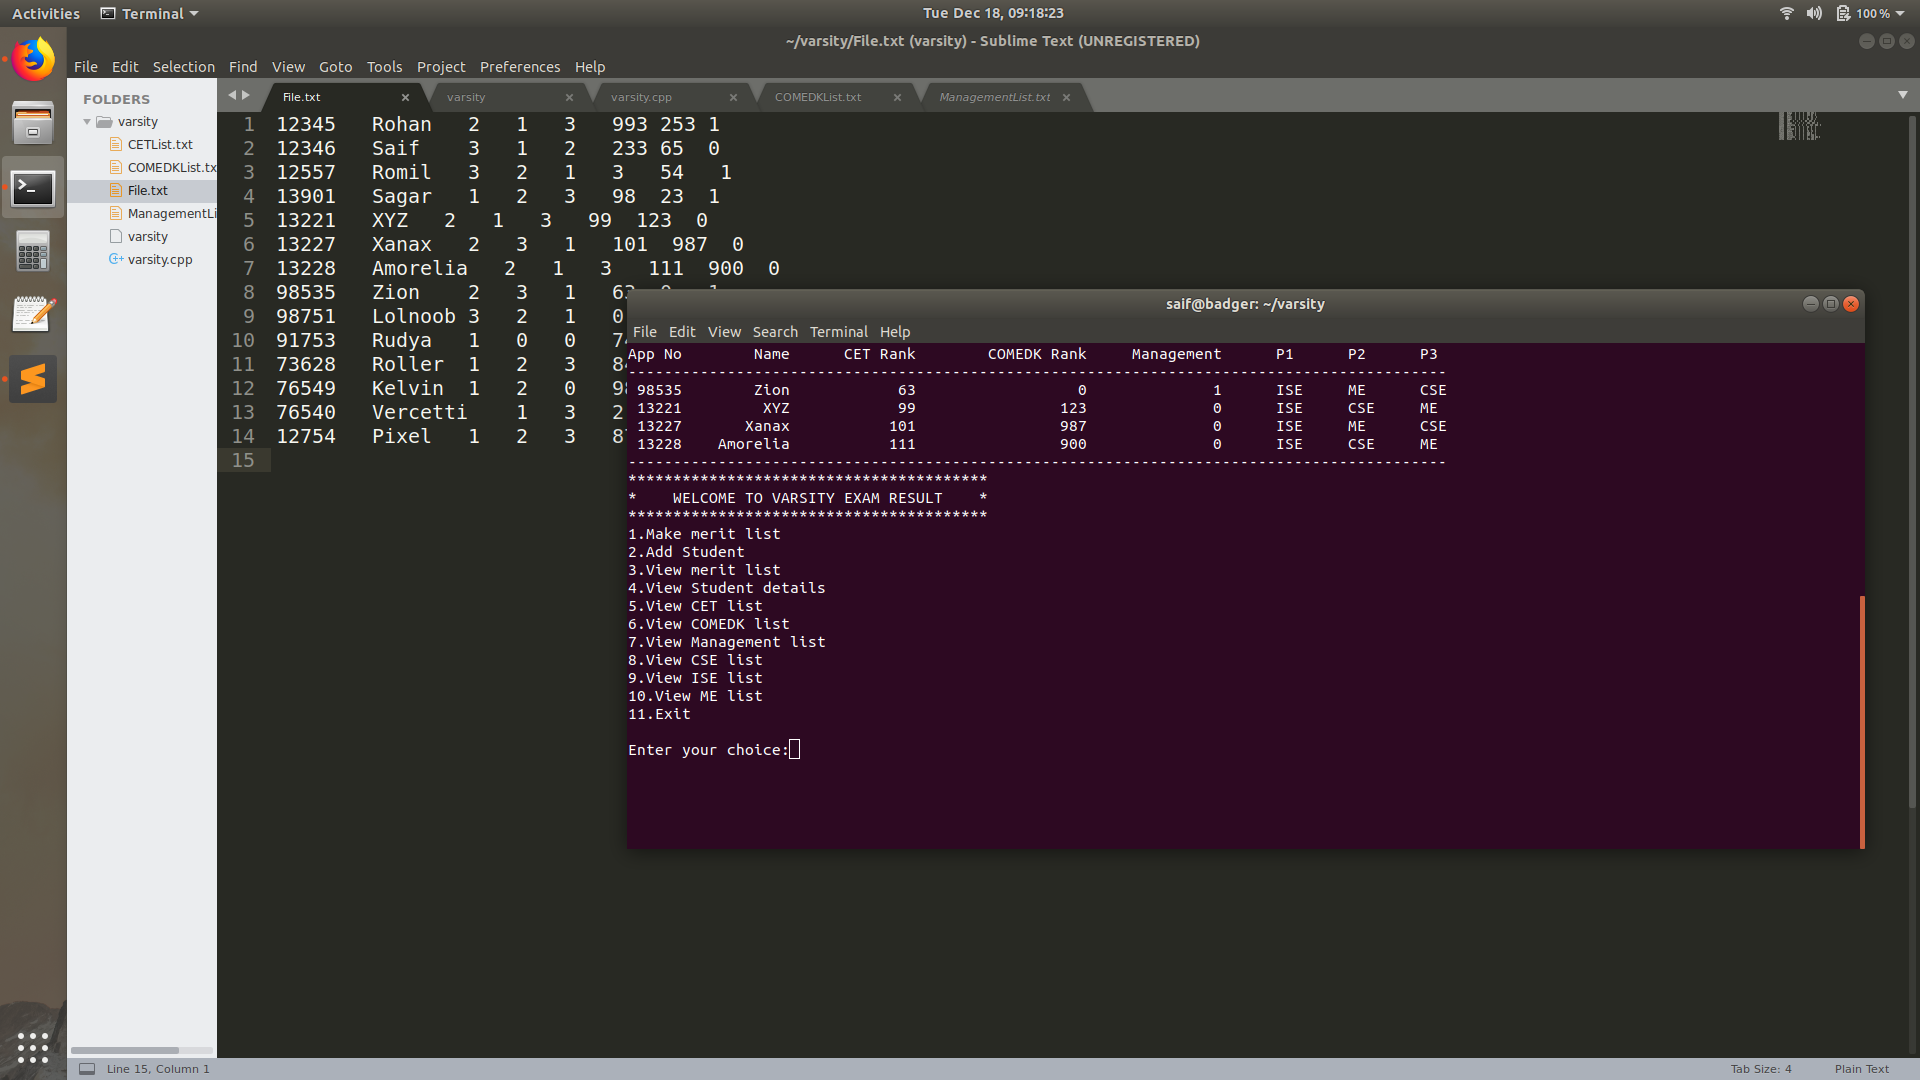 Activities Terminal Tue Dec 18, 09:18:23 100 %
~/varsity/File.txt (varsity) - Sublime Text (UNREGISTERED)
File Edit Selection Find View Goto Tools Project Preferences Help
FOLDERS
varsity
CETList.txt
COMEDKList.tx
File.txt
ManagementLi
varsity
varsity.cpp
File.txt varsity varsity.cpp COMEDKList.txt ManagementList.txt
1 12345 Rohan 2 1 3 993 253 1
2 12346 Saif 3 1 2 233 65 0
3 12557 Romil 3 2 1 3 54 1
4 13901 Sagar 1 2 3 98 23 1
5 13221 XYZ 2 1 3 99 123 0
6 13227 Xanax 2 3 1 101 987 0
7 13228 Amorelia 2 1 3 111 900 0
8 98535 Zion 2 3 1
9 98751 Lolnoob 3 2 1 0
10 91753 Rudya 1 0 0
11 73628 Roller 1 2 3
12 76549 Kelvin 1 2 0
13 76540 Vercetti 1 3 2
14 12754 Pixel 1 2 3
15
saif@badger: ~/varsity
File Edit View Search Terminal Help
App No Name CET Rank COMEDK Rank Management P1 P2 P3
-------------------------------------------------------------------------------------------
98535 Zion 63 0 1 ISE ME CSE
13221 XYZ 99 123 0 ISE CSE ME
13227 Xanax 101 987 0 ISE ME CSE
13228 Amorelia 111 900 0 ISE CSE ME
-------------------------------------------------------------------------------------------
****************************************
* WELCOME TO VARSITY EXAM RESULT *
****************************************
1.Make merit list
2.Add Student
3.View merit list
4.View Student details
5.View CET list
6.View COMEDK list
7.View Management list
8.View CSE list
9.View ISE list
10.View ME list
11.Exit
Enter your choice:
Line 15, Column 1 Tab Size: 4 Plain Text